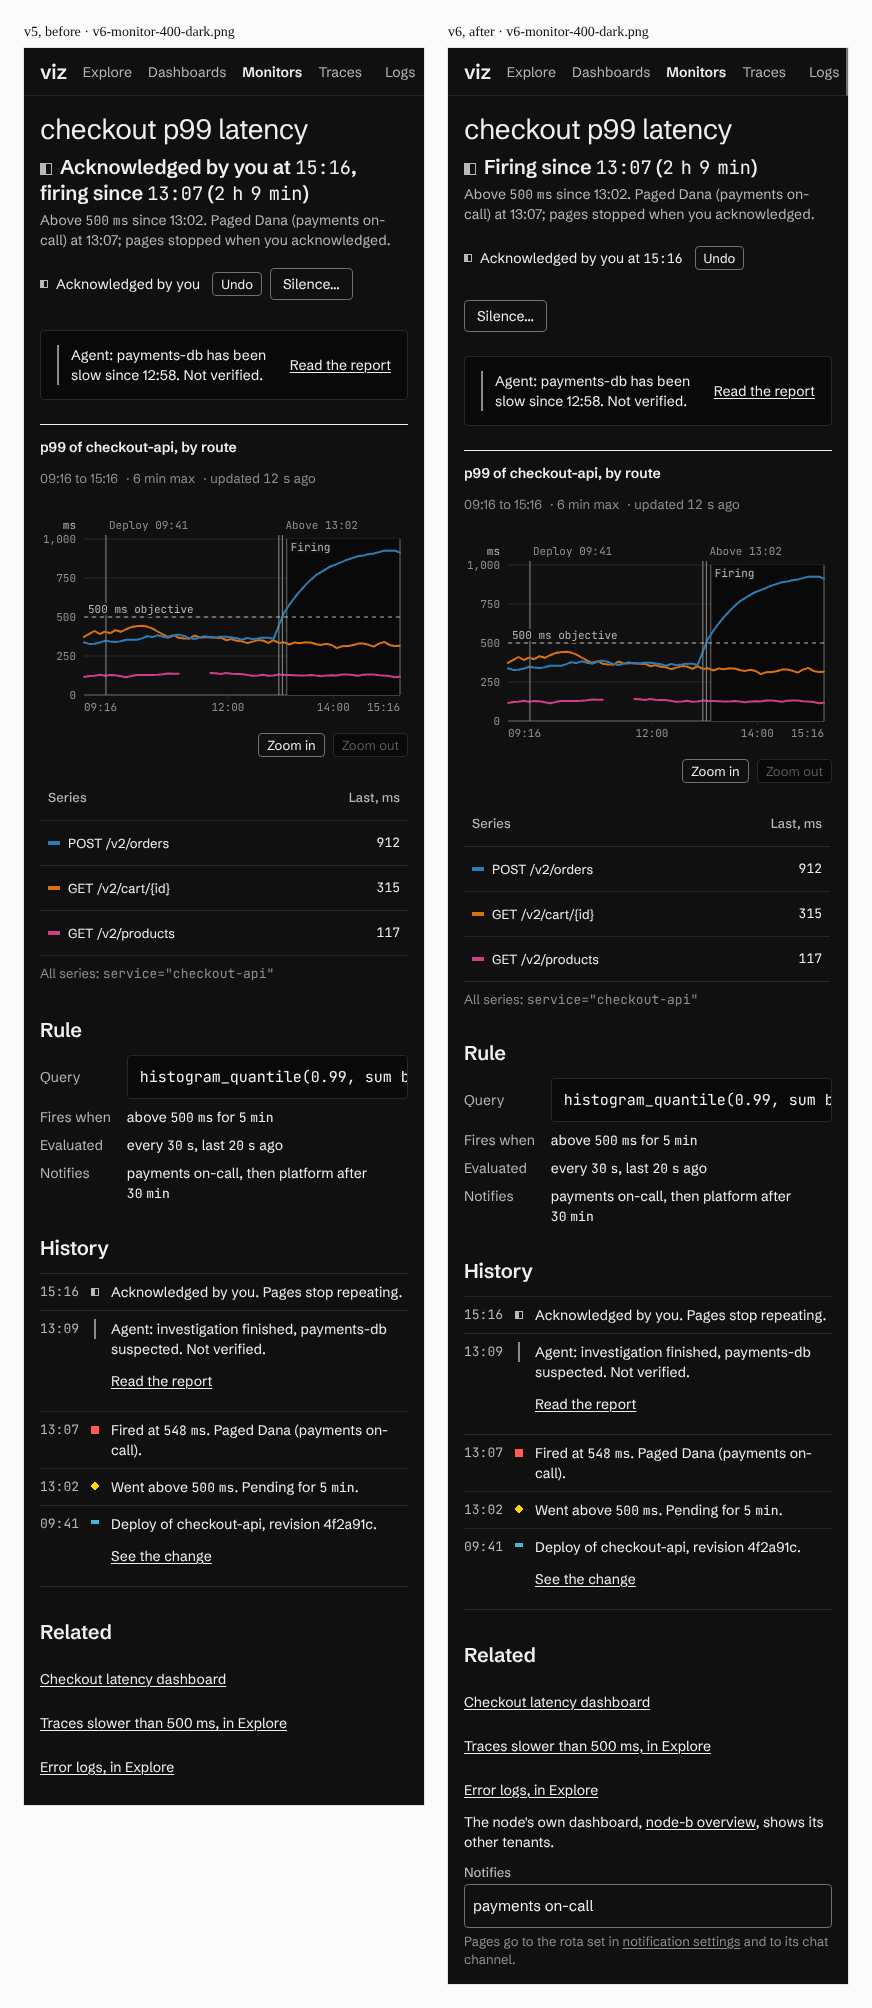 v5, before · v6-monitor-400-dark.png
viz Explore Dashboards Monitors Traces Logs
checkout p99 latency
Acknowledged by you at 15:16,
firing since 13:07 (2 h 9 min)
Above 500 ms since 13:02. Paged Dana (payments on-
call) at 13:07; pages stopped when you acknowledged.
Acknowledged by you Undo Silence…
Agent: payments-db has been
slow since 12:58. Not verified.
Read the report
p99 of checkout-api, by route
09:16 to 15:16 · 6 min max · updated 12 s ago
ms Deploy 09:41 Above 13:02
1,000
Firing
750
500 500 ms objective
250
0
09:16 12:00 14:00 15:16
Zoom in Zoom out
Series Last, ms
POST /v2/orders 912
GET /v2/cart/{id} 315
GET /v2/products 117
All series: service="checkout-api"
Rule
Query histogram_quantile(0.99, sum b
Fires when above 500 ms for 5 min
Evaluated every 30 s, last 20 s ago
Notifies payments on-call, then platform after
30 min
History
15:16 Acknowledged by you. Pages stop repeating.
13:09 Agent: investigation finished, payments-db
suspected. Not verified.
Read the report
13:07 Fired at 548 ms. Paged Dana (payments on-
call).
13:02 Went above 500 ms. Pending for 5 min.
09:41 Deploy of checkout-api, revision 4f2a91c.
See the change
Related
Checkout latency dashboard
Traces slower than 500 ms, in Explore
Error logs, in Explore
v6, after · v6-monitor-400-dark.png
viz Explore Dashboards Monitors Traces Logs
checkout p99 latency
Firing since 13:07 (2 h 9 min)
Above 500 ms since 13:02. Paged Dana (payments on-
call) at 13:07; pages stopped when you acknowledged.
Acknowledged by you at 15:16 Undo
Silence…
Agent: payments-db has been
slow since 12:58. Not verified.
Read the report
p99 of checkout-api, by route
09:16 to 15:16 · 6 min max · updated 12 s ago
ms Deploy 09:41 Above 13:02
1,000
Firing
750
500 500 ms objective
250
0
09:16 12:00 14:00 15:16
Zoom in Zoom out
Series Last, ms
POST /v2/orders 912
GET /v2/cart/{id} 315
GET /v2/products 117
All series: service="checkout-api"
Rule
Query histogram_quantile(0.99, sum b
Fires when above 500 ms for 5 min
Evaluated every 30 s, last 20 s ago
Notifies payments on-call, then platform after
30 min
History
15:16 Acknowledged by you. Pages stop repeating.
13:09 Agent: investigation finished, payments-db
suspected. Not verified.
Read the report
13:07 Fired at 548 ms. Paged Dana (payments on-
call).
13:02 Went above 500 ms. Pending for 5 min.
09:41 Deploy of checkout-api, revision 4f2a91c.
See the change
Related
Checkout latency dashboard
Traces slower than 500 ms, in Explore
Error logs, in Explore
The node's own dashboard, node-b overview, shows its
other tenants.
Notifies
payments on-call
Pages go to the rota set in notification settings and to its chat
channel.